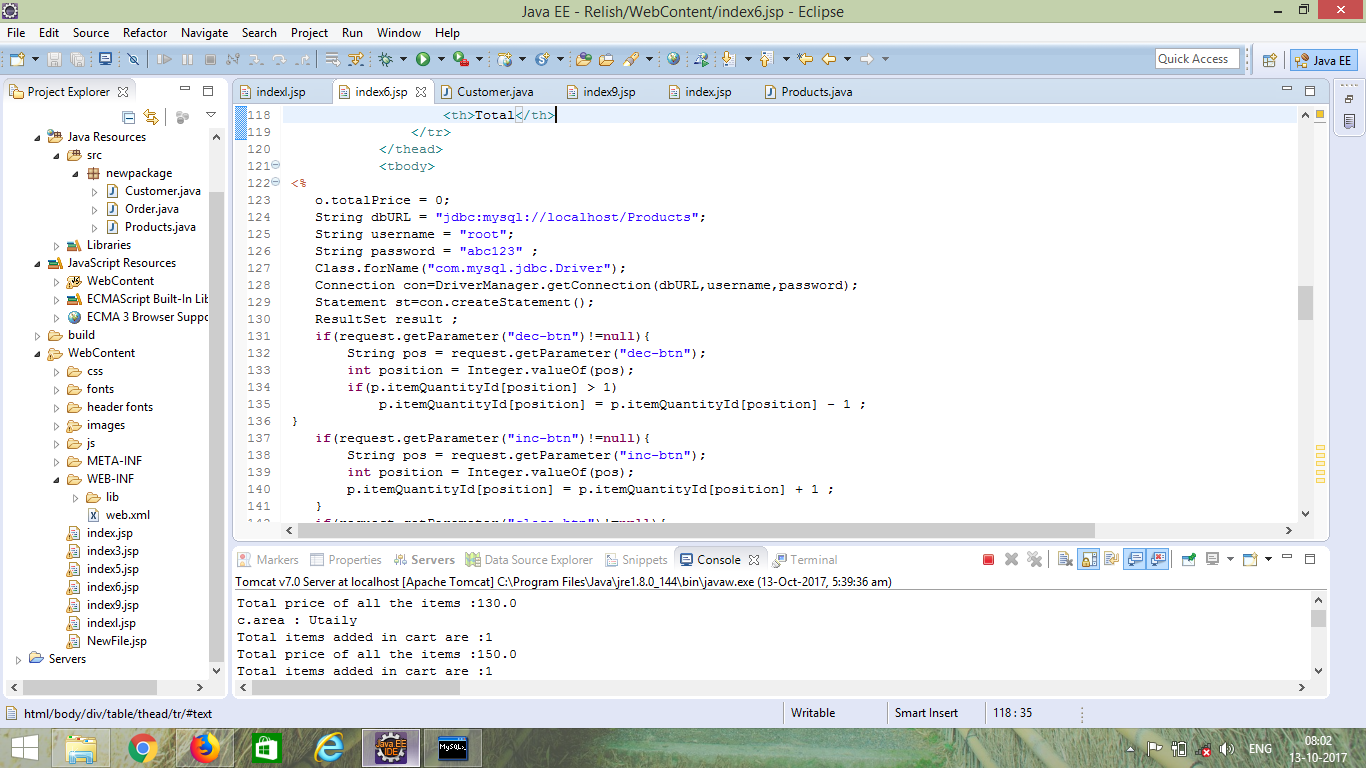 Java EE - Relish/WebContent/index6.jsp - Eclipse
File Edit Source Refactor Navigate Search Project Run Window Help
Quick Access
Java EE
Project Explorer
indexl.jsp
index6.jsp
Customer.java
index9.jsp
index.jsp
Products.java
Java Resources
src
newpackage
Customer.java
Order.java
Products.java
Libraries
JavaScript Resources
WebContent
ECMAScript Built-In Lib
ECMA 3 Browser Suppo
build
WebContent
css
fonts
header fonts
images
js
META-INF
WEB-INF
lib
web.xml
index.jsp
index3.jsp
index5.jsp
index6.jsp
index9.jsp
indexl.jsp
NewFile.jsp
Servers
118 <th>Total</th>
119 </tr>
120 </thead>
121 <tbody>
122 <%
123 o.totalPrice = 0;
124 String dbURL = "jdbc:mysql://localhost/Products";
125 String username = "root";
126 String password = "abc123" ;
127 Class.forName("com.mysql.jdbc.Driver");
128 Connection con=DriverManager.getConnection(dbURL,username,password);
129 Statement st=con.createStatement();
130 ResultSet result ;
131 if(request.getParameter("dec-btn")!=null){
132 String pos = request.getParameter("dec-btn");
133 int position = Integer.valueOf(pos);
134 if(p.itemQuantityId[position] > 1)
135 p.itemQuantityId[position] = p.itemQuantityId[position] - 1 ;
136 }
137 if(request.getParameter("inc-btn")!=null){
138 String pos = request.getParameter("inc-btn");
139 int position = Integer.valueOf(pos);
140 p.itemQuantityId[position] = p.itemQuantityId[position] + 1 ;
141 }
Markers Properties Servers Data Source Explorer Snippets Console Terminal
Tomcat v7.0 Server at localhost [Apache Tomcat] C:\Program Files\Java\jre1.8.0_144\bin\javaw.exe (13-Oct-2017, 5:39:36 am)
Total price of all the items :130.0
c.area : Utaily
Total items added in cart are :1
Total price of all the items :150.0
Total items added in cart are :1
html/body/div/table/thead/tr/#text
Writable
Smart Insert
118 : 35
Java EE
IDE
MySQL
ENG
08:02
13-10-2017